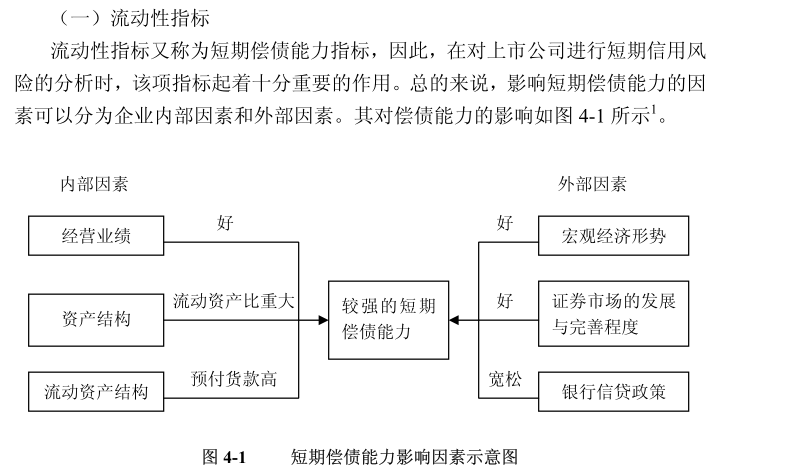 （一）流动性指标
流动性指标又称为短期偿债能力指标，因此，在对上市公司进行短期信用风
险的分析时，该项指标起着十分重要的作用。总的来说，影响短期偿债能力的因
素可以分为企业内部因素和外部因素。其对偿债能力的影响如图 4-1 所示1。
内部因素
外部因素
经营业绩
好
好
宏观经济形势
资产结构
流动资产比重大
较强的短期
偿债能力
好
证券市场的发展
与完善程度
流动资产结构
预付货款高
宽松
银行信贷政策
图 4-1 短期偿债能力影响因素示意图